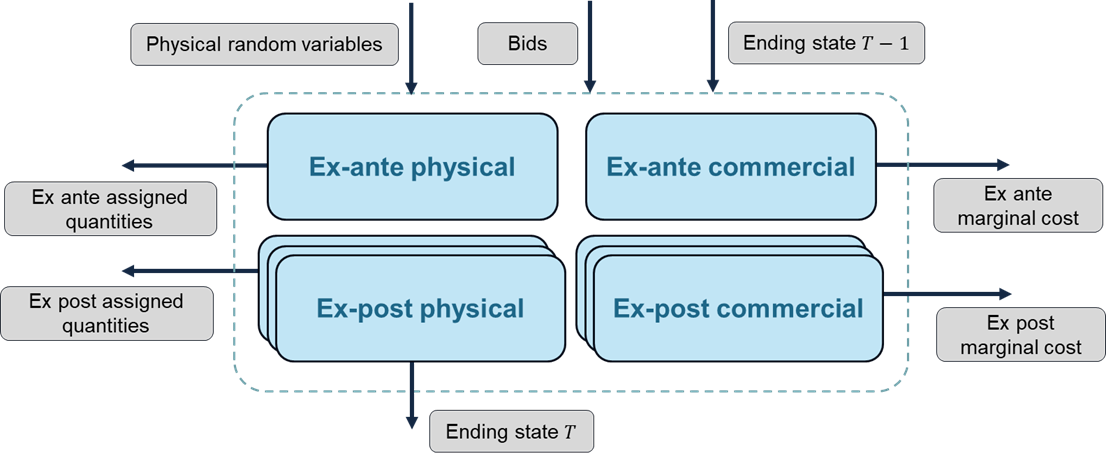 Physical random variables
Bids
Ending state T − 1
Ex-ante physical
Ex-ante commercial
Ex ante assigned
quantities
Ex ante
marginal cost
Ex post assigned
quantities
Ex-post physical
Ex-post commercial
Ex post
marginal cost
Ending state T